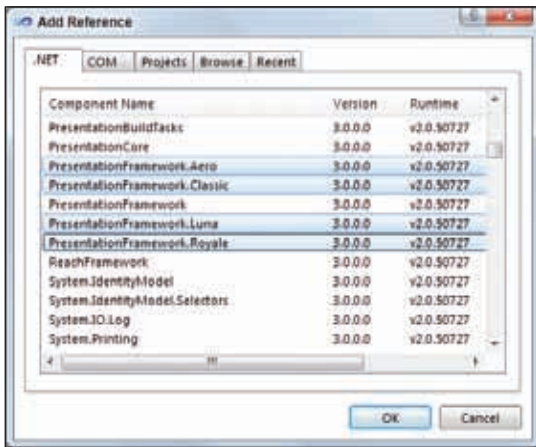 Add Reference
.NET COM Projects Browse Recent
Component Name Version Runtime
PresentationBuildTasks 3.0.0.0 v2.0.50727
PresentationCore 3.0.0.0 v2.0.50727
PresentationFramework.Aero 3.0.0.0 v2.0.50727
PresentationFramework.Classic 3.0.0.0 v2.0.50727
PresentationFramework 3.0.0.0 v2.0.50727
PresentationFramework.Luna 3.0.0.0 v2.0.50727
PresentationFramework.Royale 3.0.0.0 v2.0.50727
ReachFramework 3.0.0.0 v2.0.50727
System.IdentityModel 3.0.0.0 v2.0.50727
System.IdentityModel.Selectors 3.0.0.0 v2.0.50727
System.IO.Log 3.0.0.0 v2.0.50727
System.Printing 3.0.0.0 v2.0.50727
OK Cancel